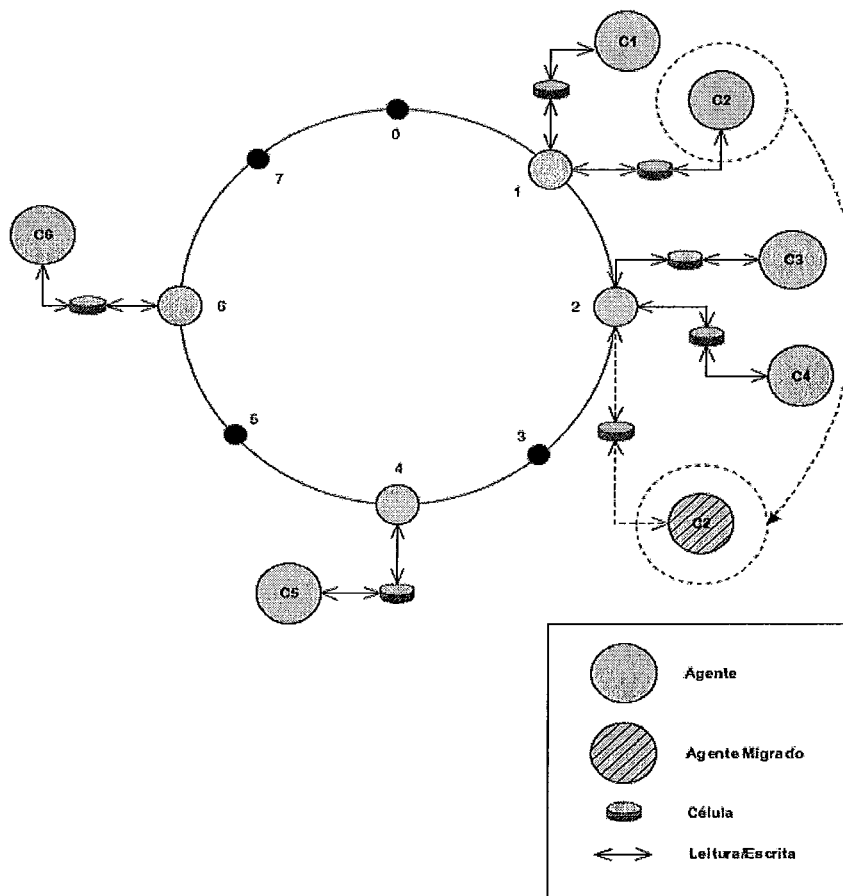 C1
C2
0
7
1
C6
C3
6
2
C4
5
3
4
C2
C5
Agente
Agente Migrado
Célula
Leitura/Escrita